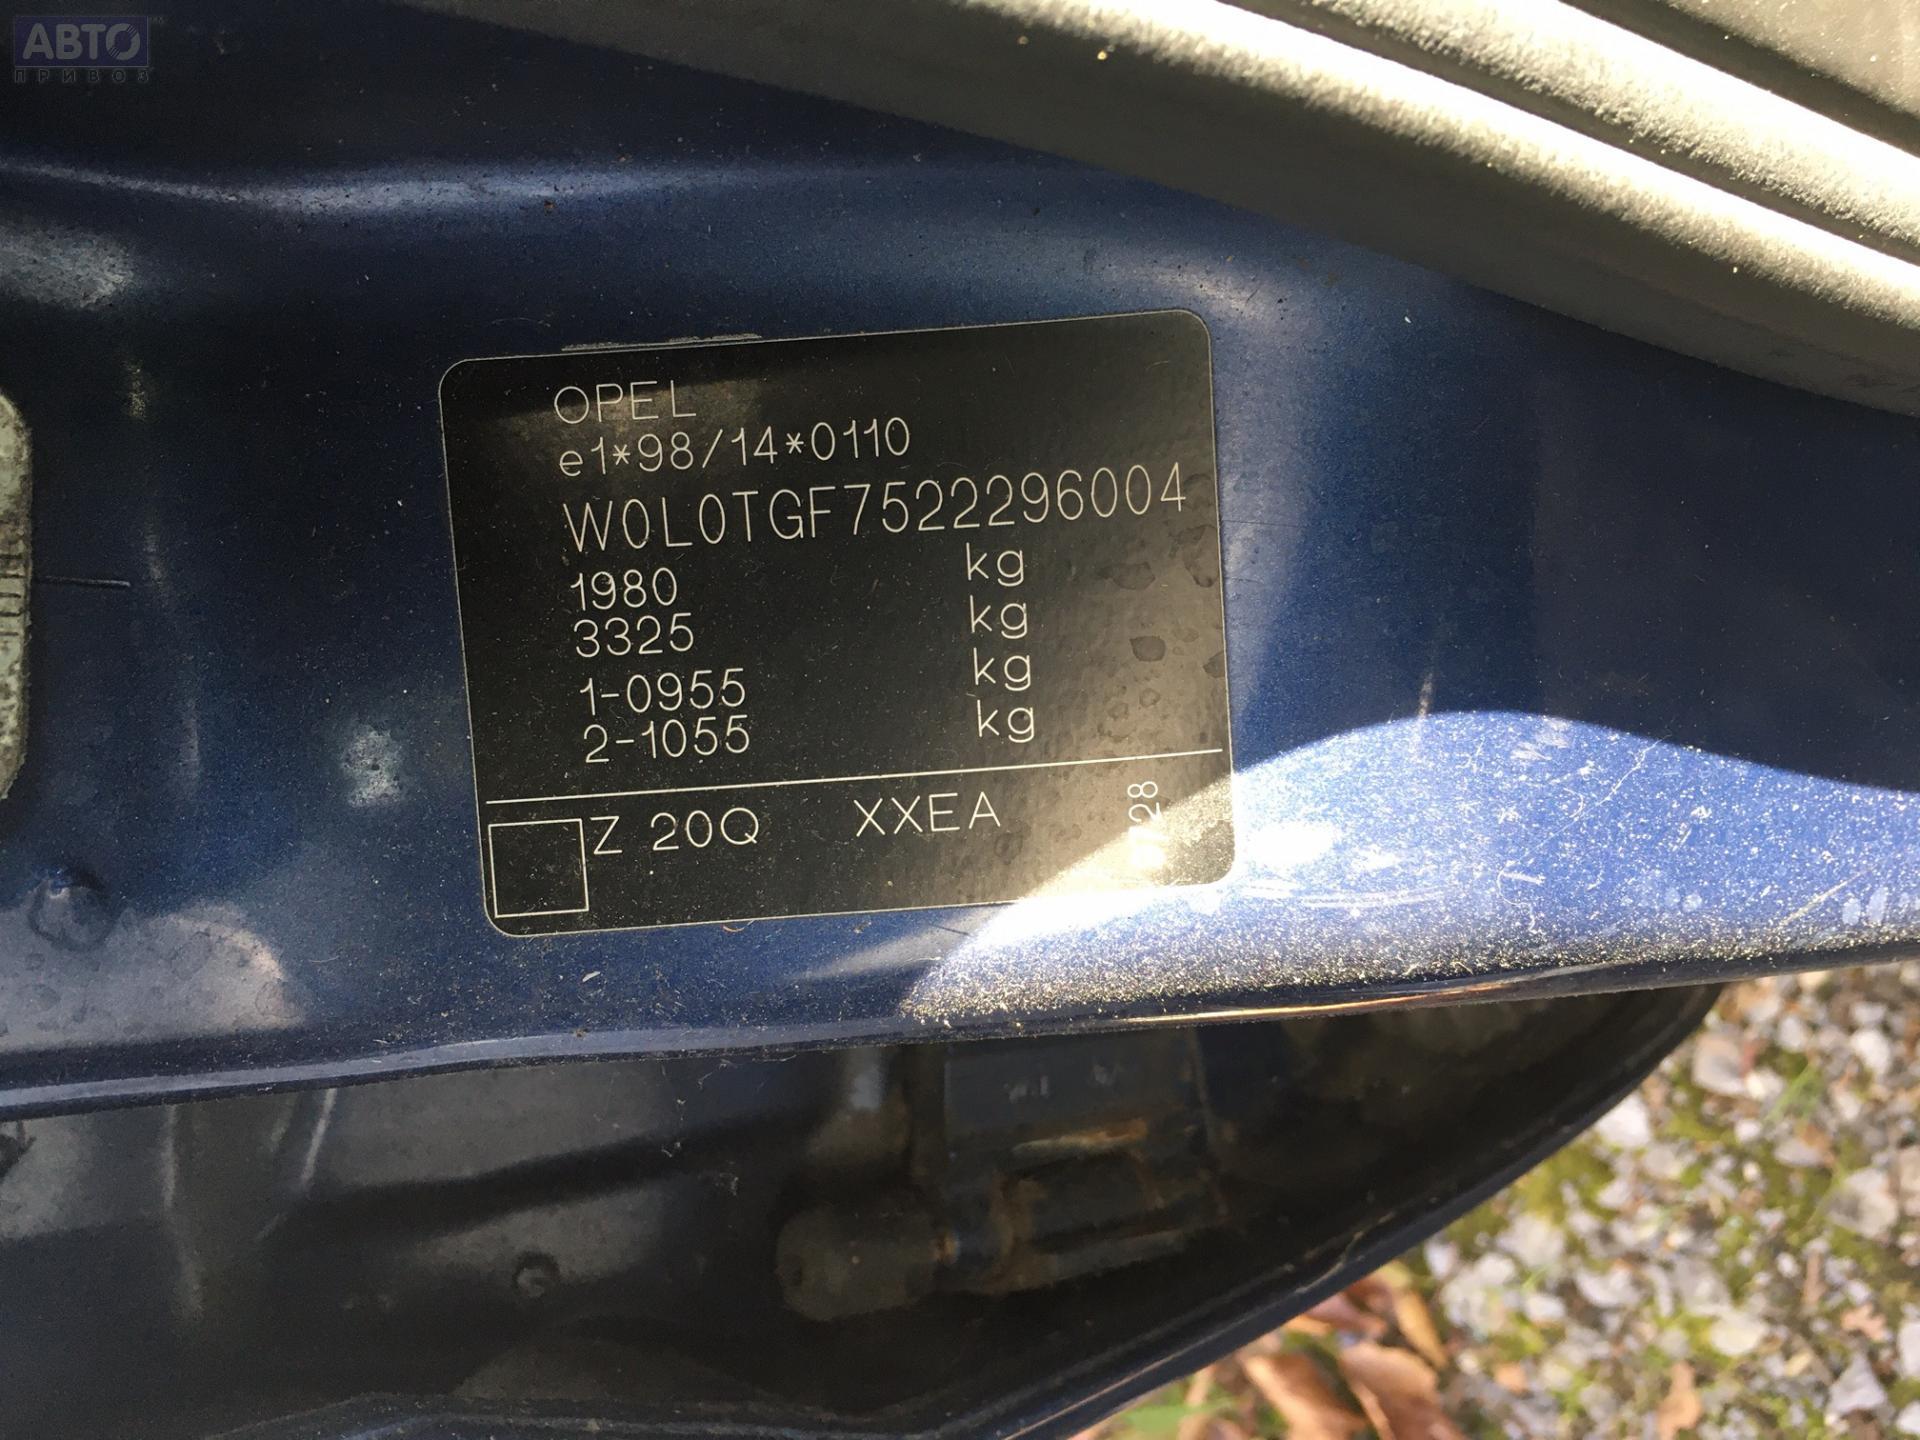 АВТО
ПРИВОЗ
OPEL
e1*98/14*0110
W0L0TGF7522296004
1980 kg
3325 kg
1-0955 kg
2-1055 kg
Z 20Q XXEA